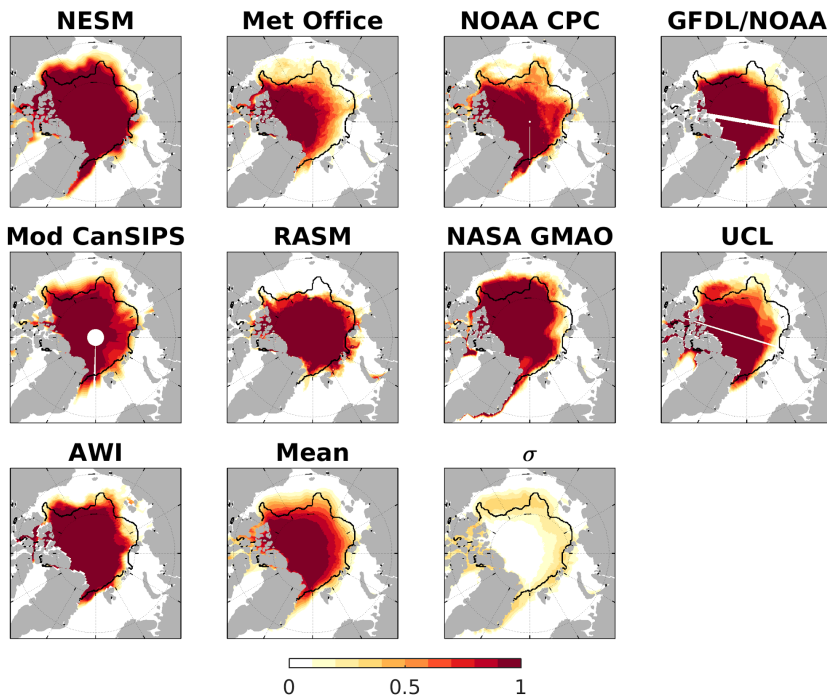 NESM Met Office NOAA CPC GFDL/NOAA
Mod CanSIPS RASM NASA GMAO UCL
AWI Mean σ
0 0.5 1